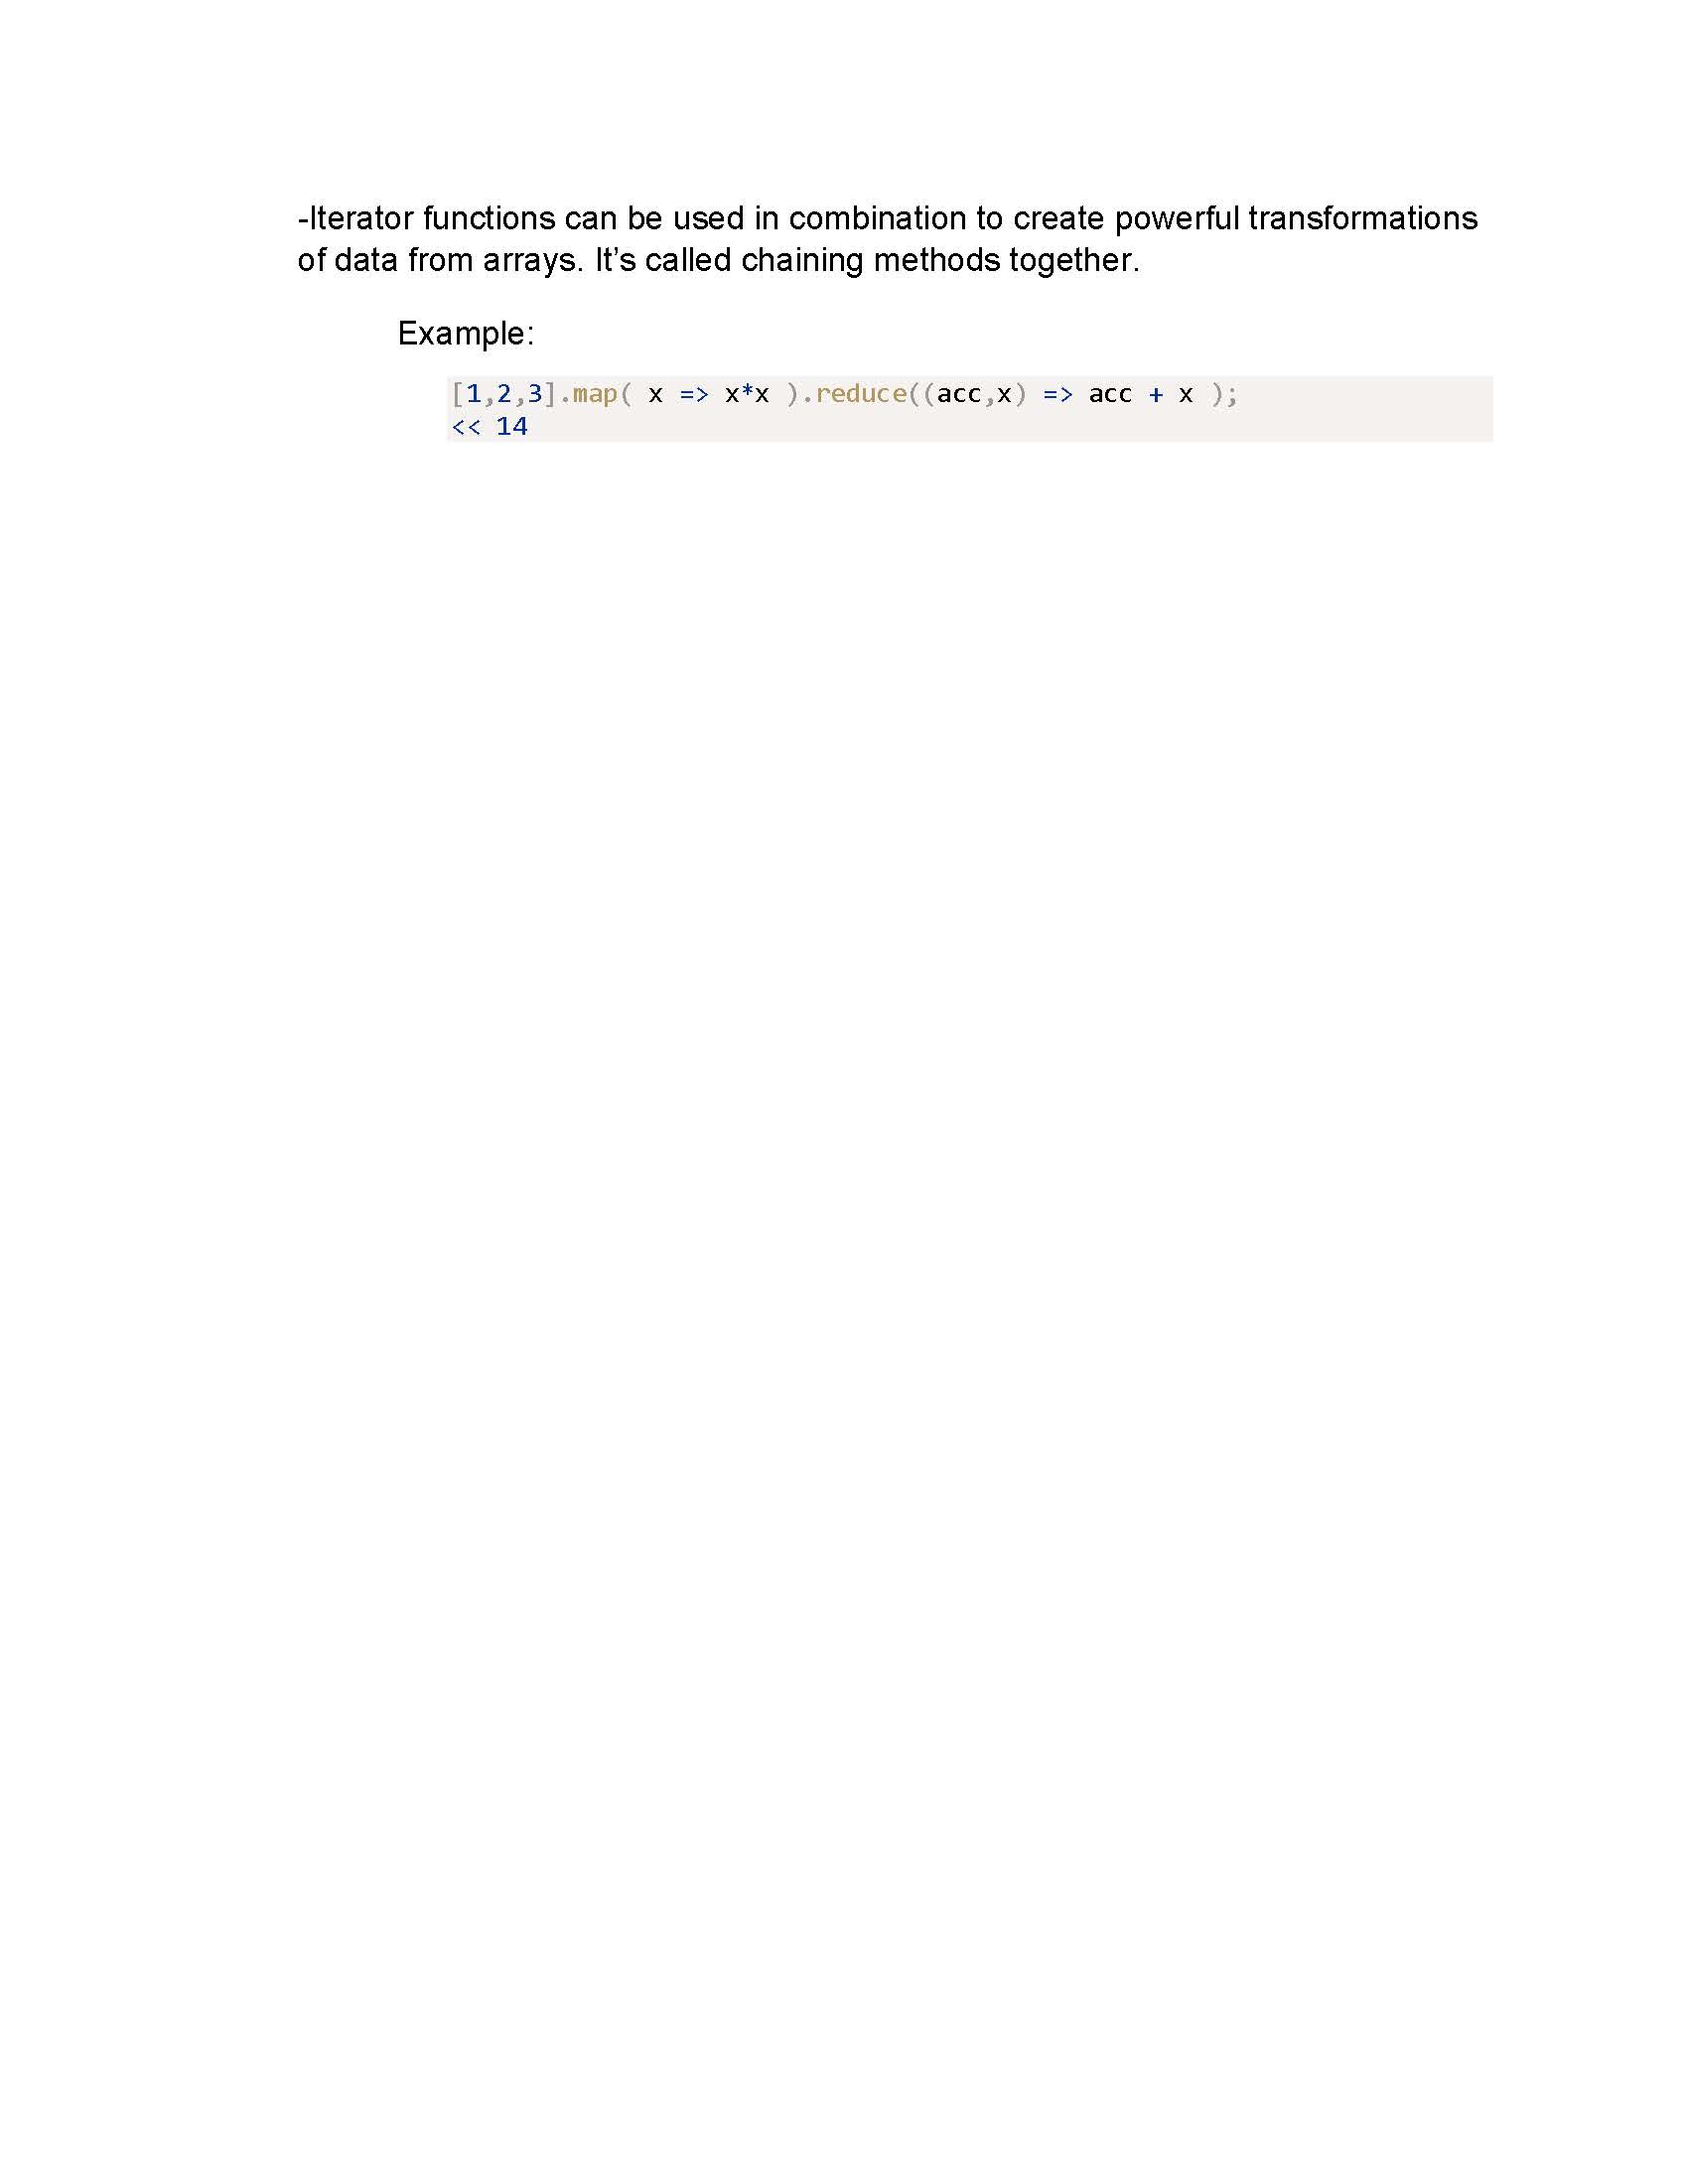 -Iterator functions can be used in combination to create powerful transformations
of data from arrays. It’s called chaining methods together.
Example:
[1,2,3].map( x => x*x ).reduce((acc,x) => acc + x );
<< 14